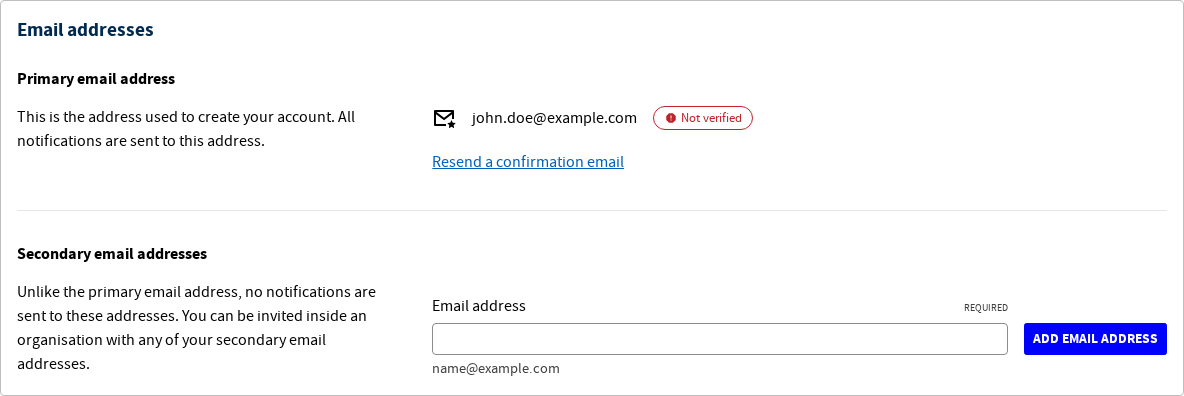 Email addresses
Primary email address
This is the address used to create your account. All
notifications are sent to this address.
john.doe@example.com
Not verified
Resend a confirmation email
Secondary email addresses
Unlike the primary email address, no notifications are
sent to these addresses. You can be invited inside an
organisation with any of your secondary email
addresses.
Email address
REQUIRED
ADD EMAIL ADDRESS
name@example.com